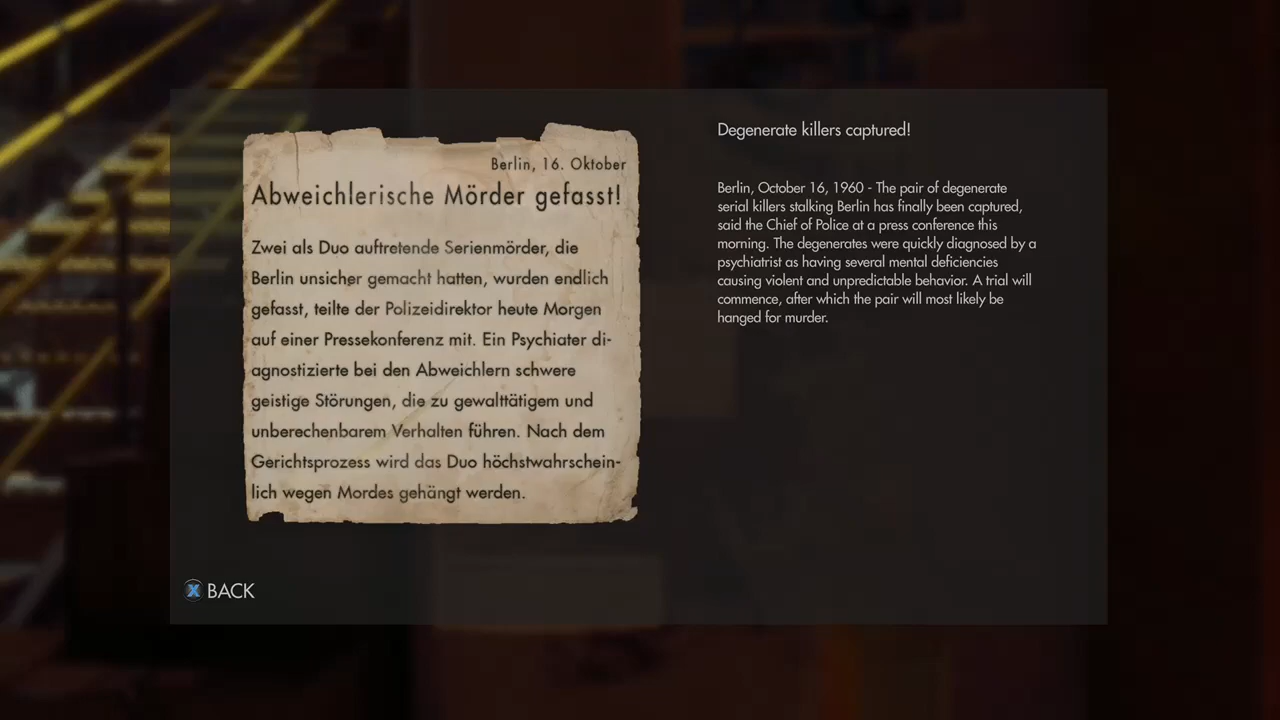 Berlin, 16. Oktober
Abweichlerische Mörder gefasst!
Zwei als Duo auftretende Serienmörder, die
Berlin unsicher gemacht hatten, wurden endlich
gefasst, teilte der Polizeidirektor heute Morgen
auf einer Pressekonferenz mit. Ein Psychiater di-
agnostizierte bei den Abweichlern schwere
geistige Störungen, die zu gewalttätigem und
unberechenbarem Verhalten führen. Nach dem
Gerichtsprozess wird das Duo höchstwahrschein-
lich wegen Mordes gehängt werden.
Degenerate killers captured!
Berlin, October 16, 1960 - The pair of degenerate
serial killers stalking Berlin has finally been captured,
said the Chief of Police at a press conference this
morning. The degenerates were quickly diagnosed by a
psychiatrist as having several mental deficiencies
causing violent and unpredictable behavior. A trial will
commence, after which the pair will most likely be
hanged for murder.
X BACK